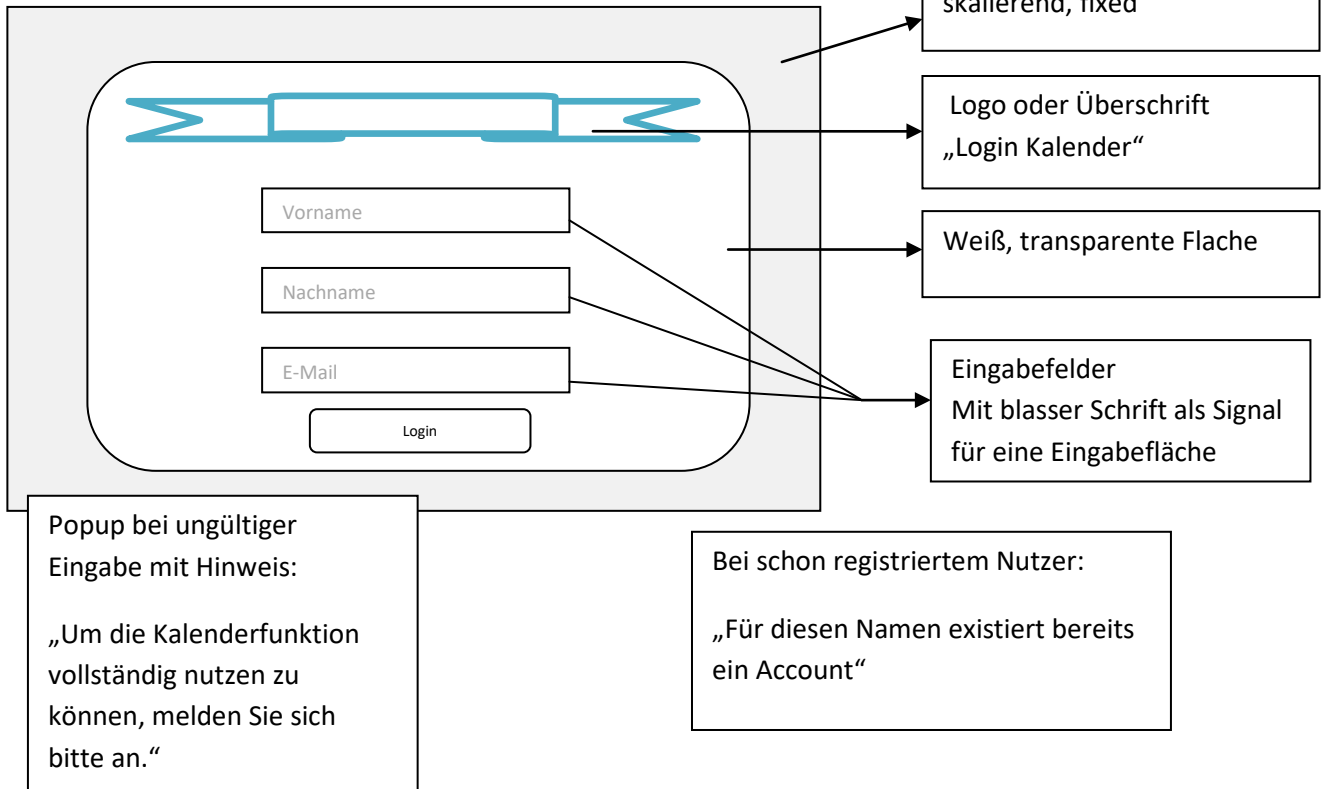 skalierend, fixed
Logo oder Überschrift
„Login Kalender“
Vorname
Weiß, transparente Flache
Nachname
E-Mail
Login
Eingabefelder
Mit blasser Schrift als Signal
für eine Eingabefläche
Popup bei ungültiger
Eingabe mit Hinweis:
„Um die Kalenderfunktion
vollständig nutzen zu
können, melden Sie sich
bitte an.“
Bei schon registriertem Nutzer:
„Für diesen Namen existiert bereits
ein Account“